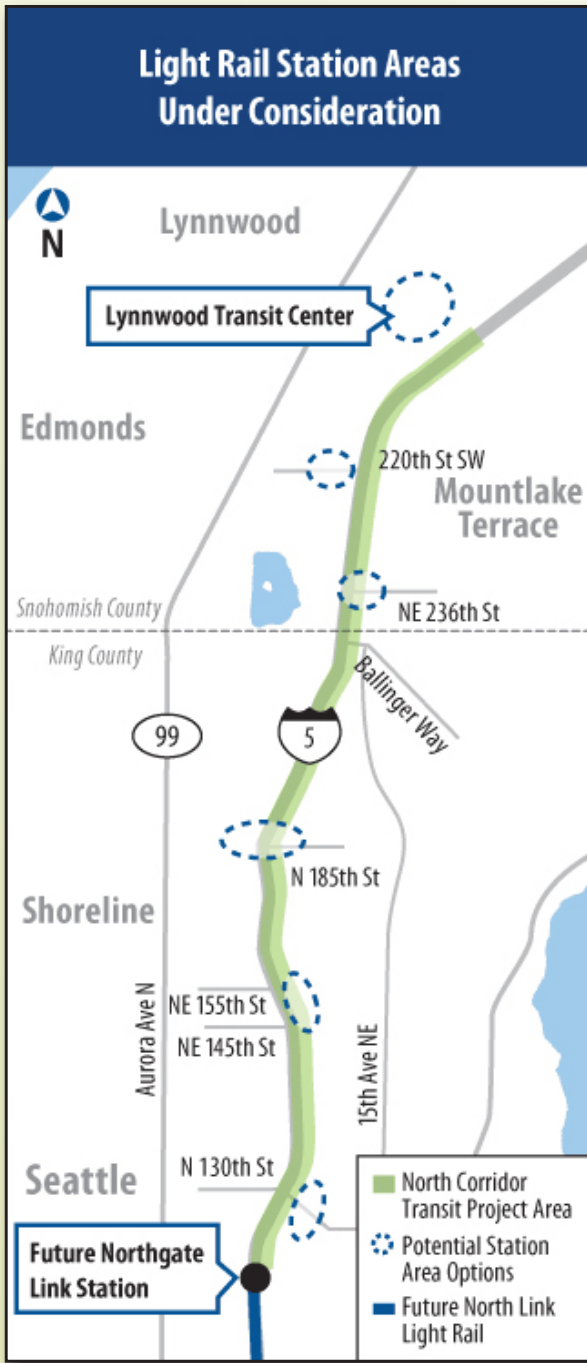 Light Rail Station Areas
Under Consideration
N
Lynnwood
Lynnwood Transit Center
Edmonds
220th St SW
Mountlake
Terrace
NE 236th St
Snohomish County
King County
Ballinger Way
99
5
N 185th St
Shoreline
Aurora Ave N
NE 155th St
NE 145th St
15th Ave NE
N 130th St
Seattle
Future Northgate
Link Station
North Corridor
Transit Project Area
Potential Station
Area Options
Future North Link
Light Rail